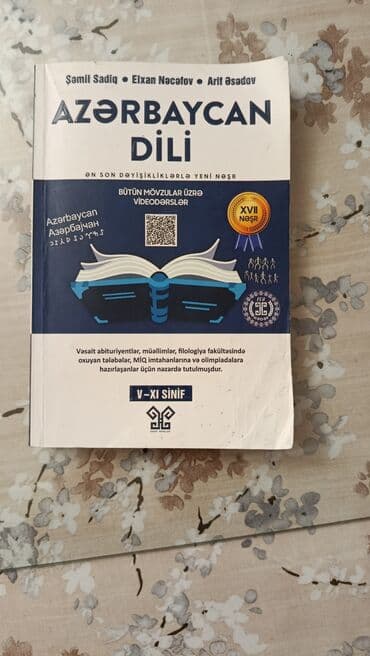 Şəmil Sadiq • Elxan Nəcəfov • Arif Əsədov
AZƏRBAYCAN
DİLİ
ƏN SON DƏYİŞİKLİKLƏRLƏ YENİ NƏŞR
BÜTÜN MÖVZULAR ÜZRƏ
VİDEODƏRSLƏR
XVII
NƏŞR
Azərbaycan
Азәрбајҹан
Vəsait abituriyentlər, müəllimlər, filologiya fakültəsində
oxuyan tələbələr, MİQ imtahanlarına və olimpiadalara
hazırlaşanlar üçün nəzərdə tutulmuşdur.
V-XI SİNİF